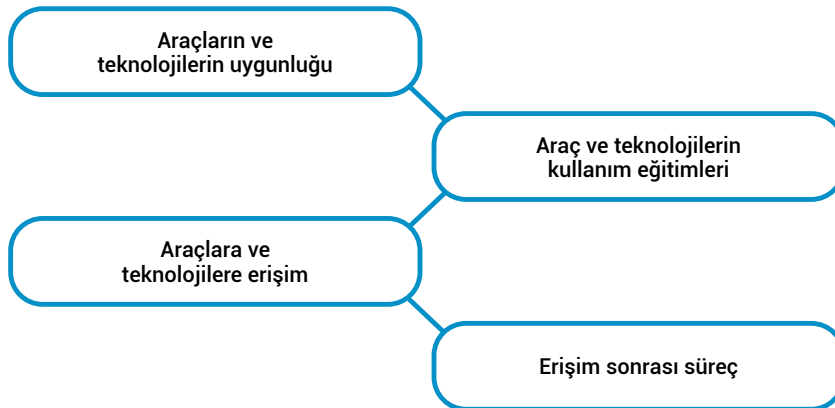 Araçların ve
teknolojilerin uygunluğu
Araç ve teknolojilerin
kullanım eğitimleri
Araçlara ve
teknolojilere erişim
Erişim sonrası süreç